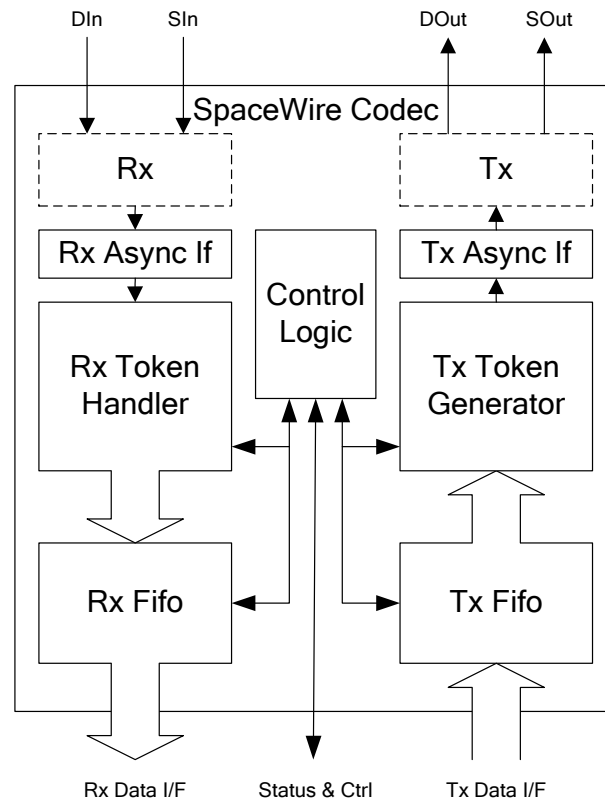 DIn
SIn
DOut
SOut
SpaceWire Codec
Rx
Tx
Rx Async If
Tx Async If
Control
Logic
Rx Token
Handler
Tx Token
Generator
Rx Fifo
Tx Fifo
Rx Data I/F
Status & Ctrl
Tx Data I/F